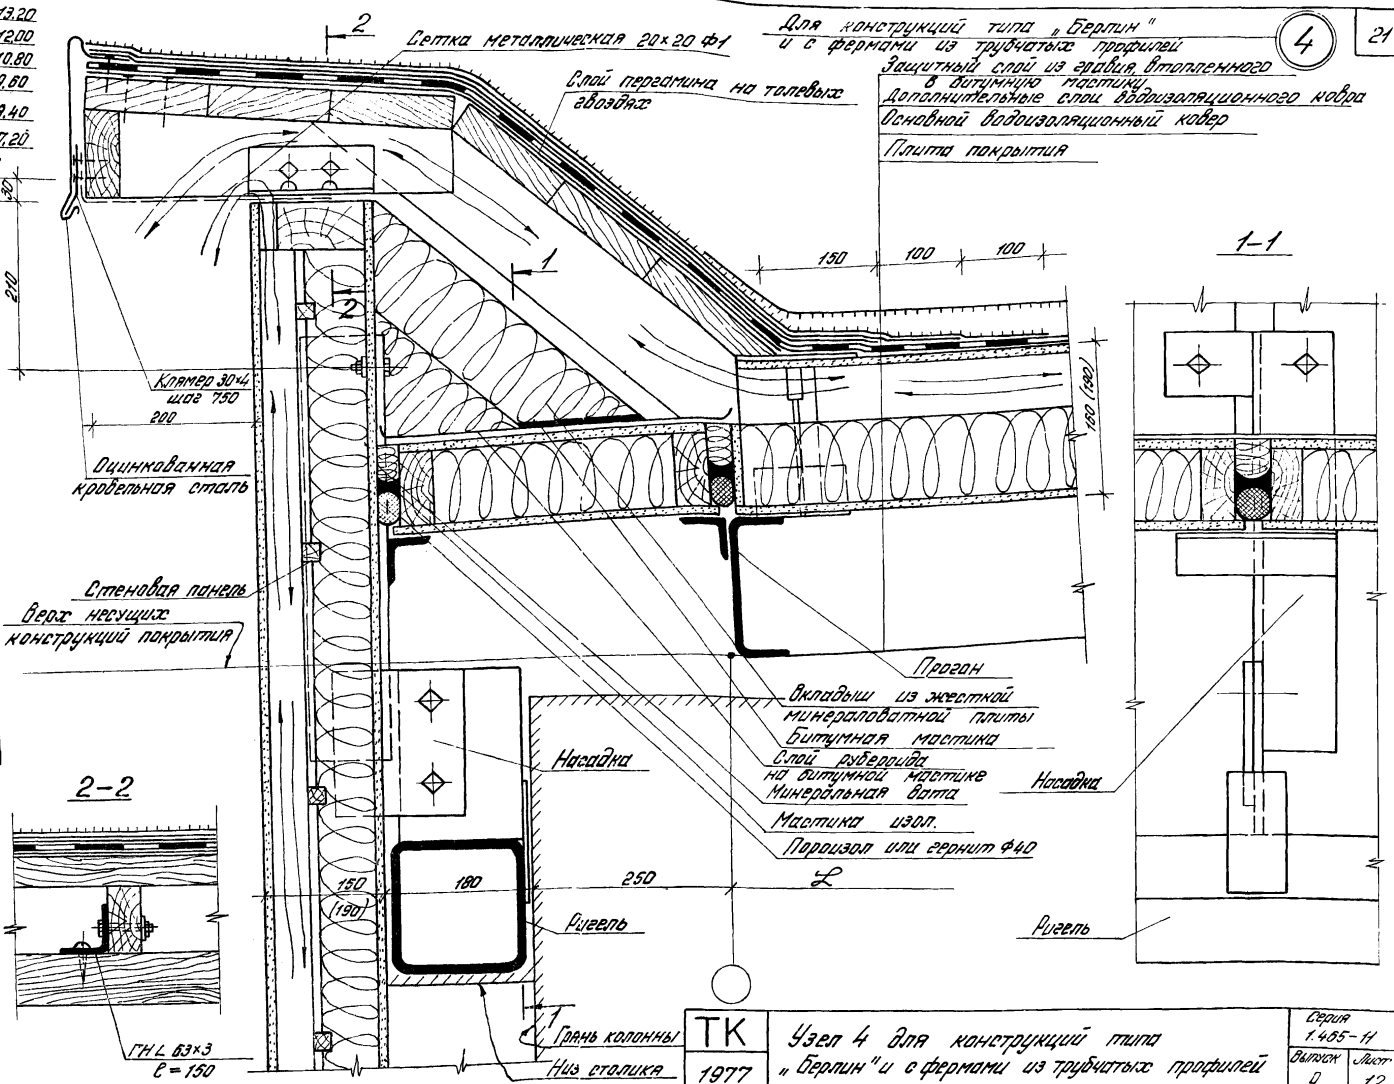 13.20
12.00
10.80
9.60
8.40
7.20
30
210
2
Сетка металлическая 20×20 ф1
Слой пергамина на толевых
гвоздях
Для конструкций типа „Берлин"
и с фермами из трубчатых профилей
4
21
Защитный слой из гравия, втопленного
в битумную мастику
Дополнительные слои водоизоляционного ковра
Основной водоизоляционный ковер
Плита покрытия
150
100
100
1-1
1
2
160 (190)
Клямер 30×4
шаг 750
200
Оцинкованная
кровельная сталь
Стеновая панель
Верх несущих
конструкций покрытия
Прогон
Вкладыш из жесткой
минераловатной плиты
Битумная мастика
Слой рубероида
на битумной мастике
Минеральная вата
Мастика изол.
Пороизол или гернит ф40
Насадка
Насадка
2-2
150
(190)
180
250
Ригель
Ригель
1
Грань колонны
Низ столика
ГН L 63×3
ℓ=150
ТК
1977
Узел 4 для конструкций типа
„Берлин" и с фермами из трубчатых профилей
Серия
1.465-11
Выпуск
0
Лист
12